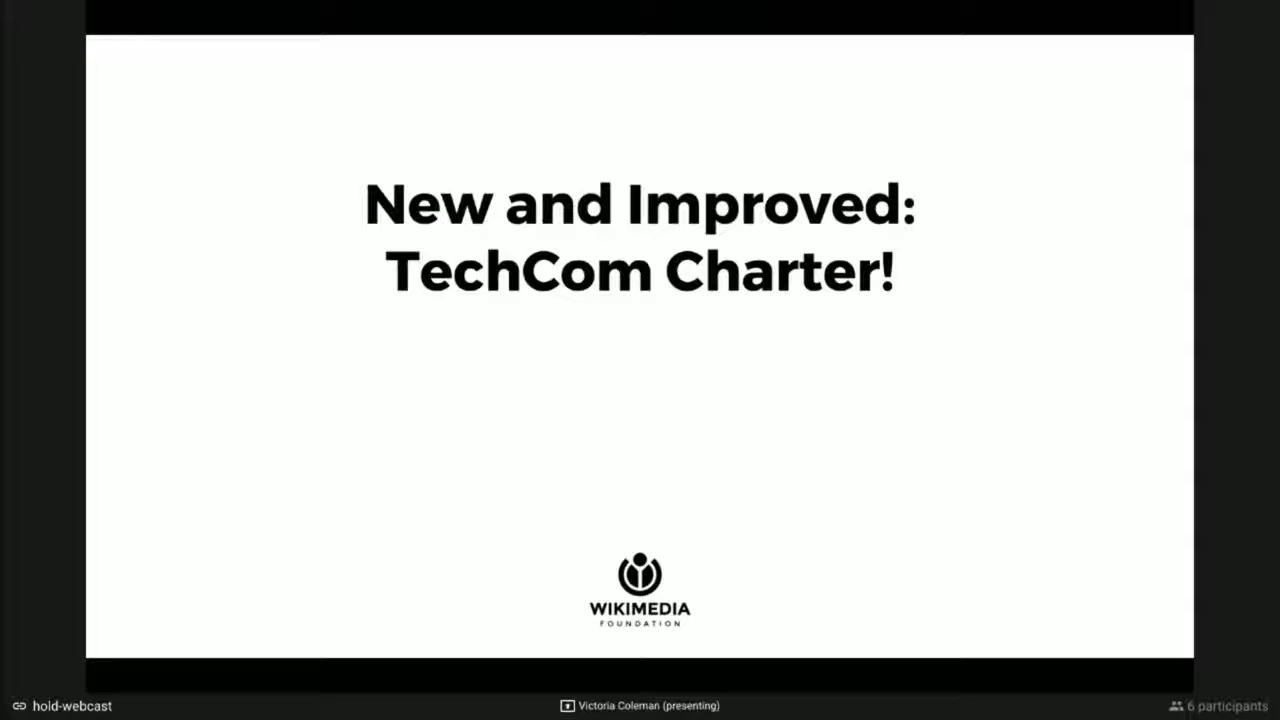 New and Improved:
TechCom Charter!
WIKIMEDIA
FOUNDATION
hold-webcast
Victoria Coleman (presenting)
6 participants